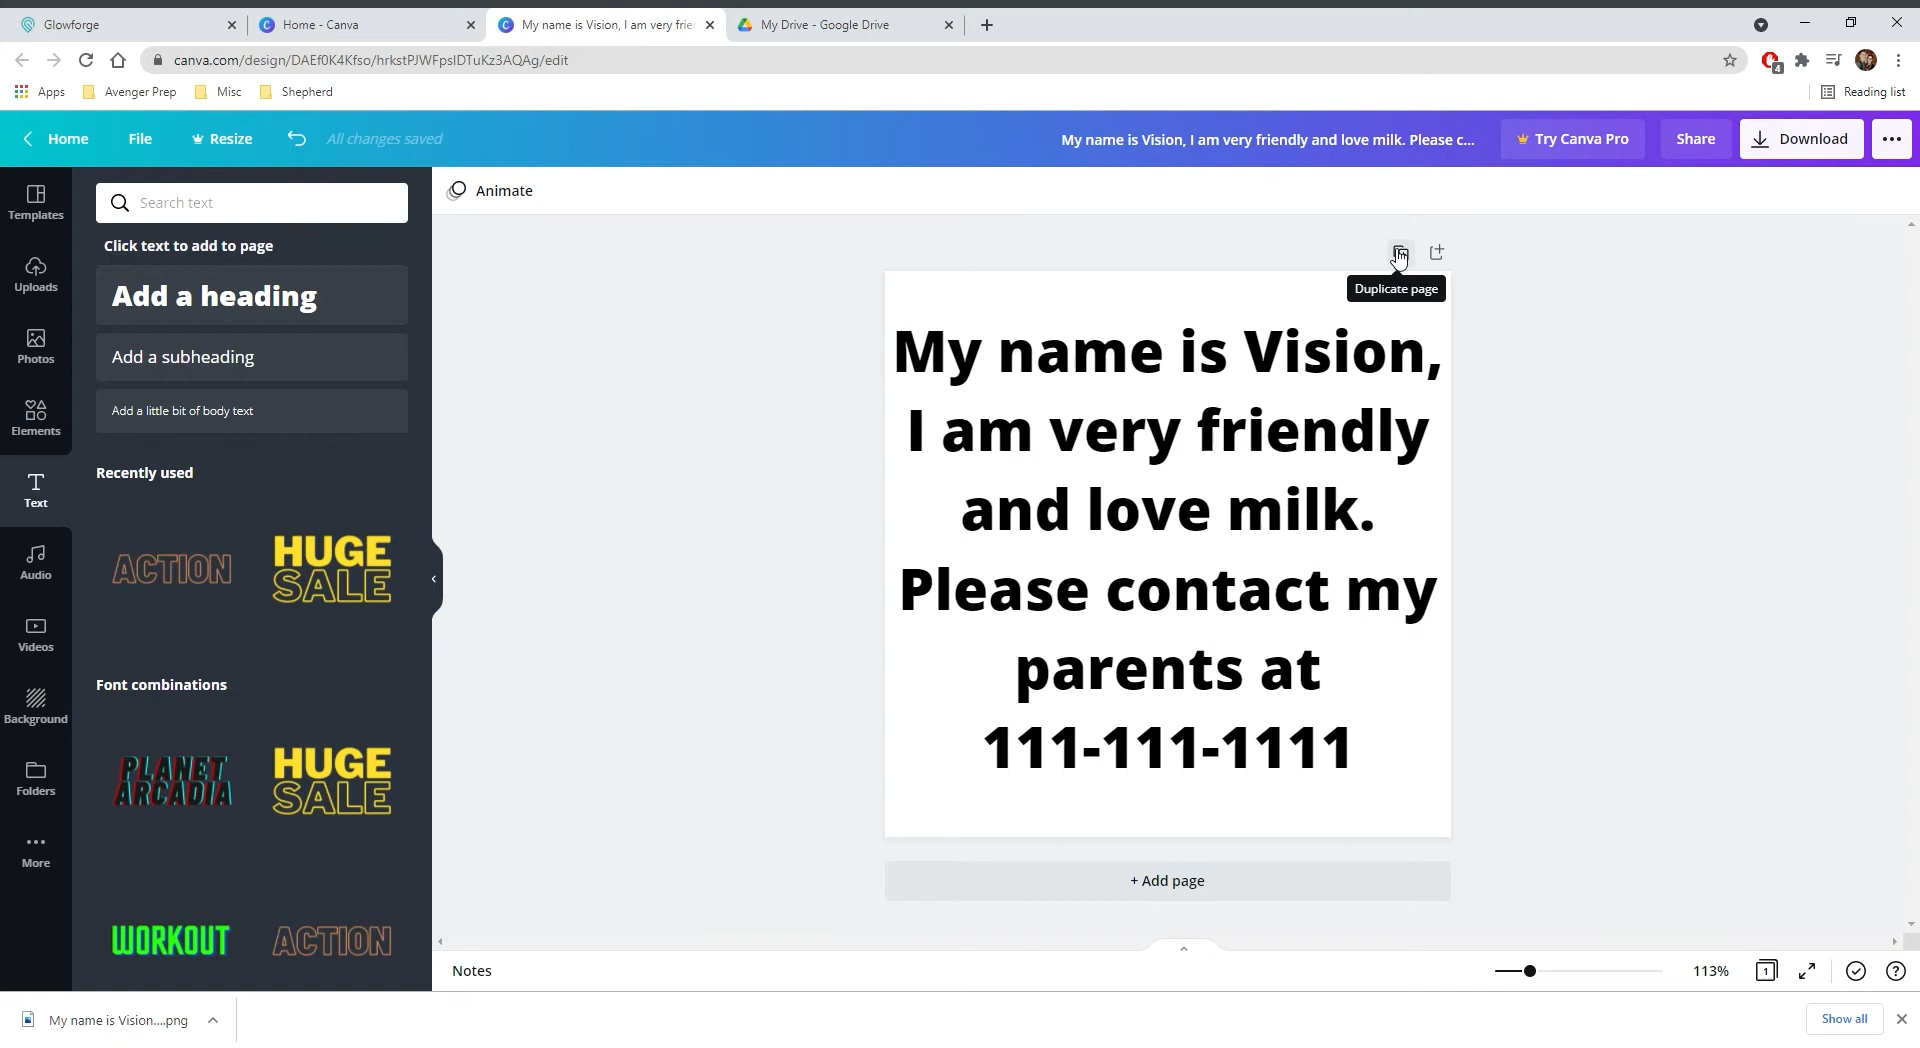 Glowforge
Home - Canva
My name is Vision, I am very frie
My Drive - Google Drive
canva.com/design/DAEf0K4Kfso/hrkstPJWFpsIDTuKz3AQAg/edit
4
Apps
Avenger Prep
Misc
Shepherd
Reading list
Home
File
Resize
All changes saved
My name is Vision, I am very friendly and love milk. Please c...
Try Canva Pro
Share
Download
Templates
Uploads
Photos
Elements
Text
Audio
Videos
Background
Folders
More
Search text
Click text to add to page
Add a heading
Add a subheading
Add a little bit of body text
Recently used
ACTION
HUGE
SALE
Font combinations
PLANET
ARCADIA
HUGE
SALE
WORKOUT
ACTION
Animate
Duplicate page
My name is Vision,
I am very friendly
and love milk.
Please contact my
parents at
111-111-1111
+ Add page
Notes
113%
1
My name is Vision....png
Show all